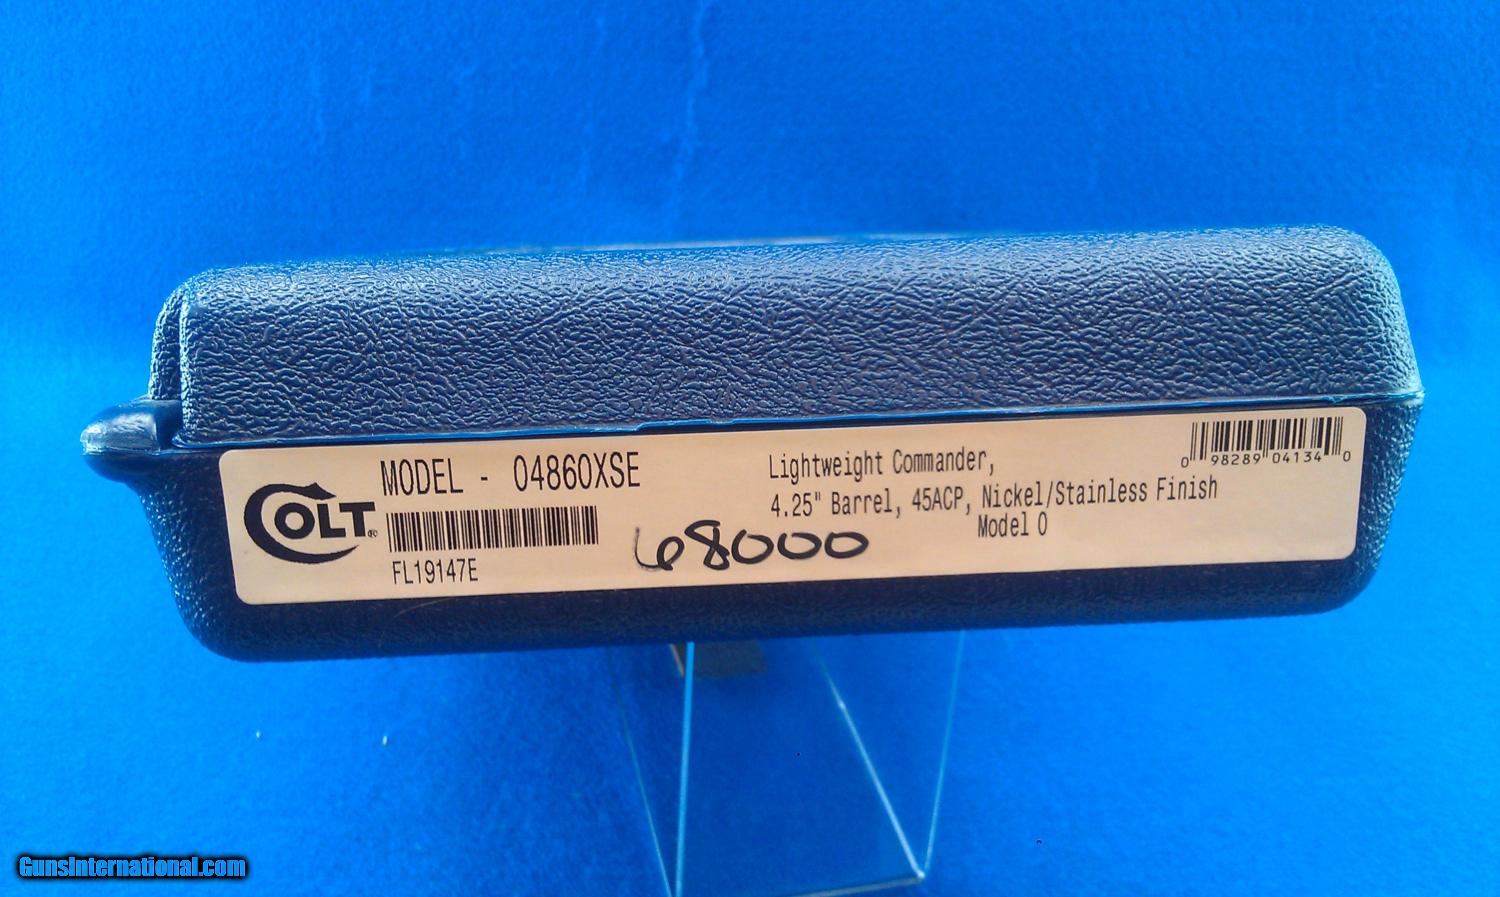 COLT®
MODEL - 04860XSE
FL19147E
68000
Lightweight Commander,
4.25" Barrel, 45ACP, Nickel/Stainless Finish
Model O
0 98289 04134 0
GunsInternational.com